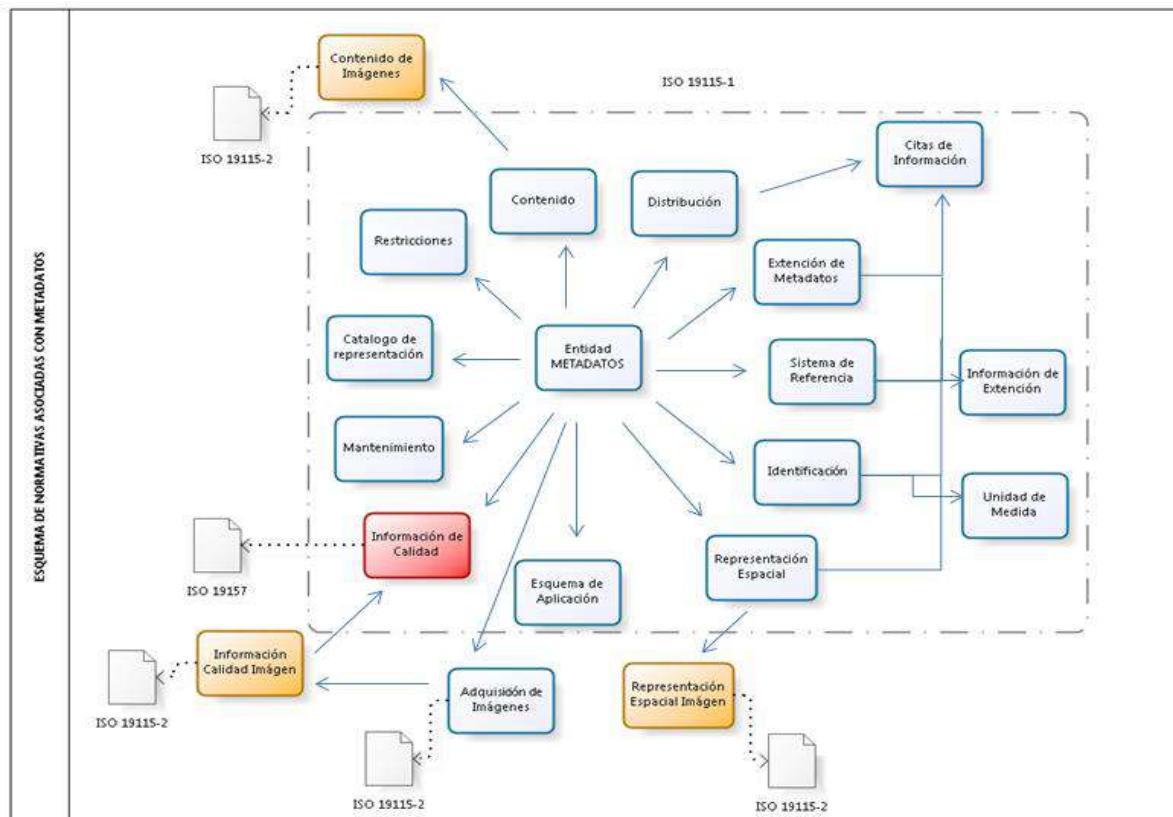 ESQUEMA DE NORMATIVAS ASOCIADAS CON METADATOS
Contenido de
Imágenes
ISO 19115-2
ISO 19115-1
Citas de
Información
Contenido
Distribución
Restricciones
Extención de
Metadatos
Catalogo de
representación
Entidad
METADATOS
Sistema de
Referencia
Información de
Extención
Mantenimiento
Identificación
Unidad de
Medida
Información de
Calidad
ISO 19157
Esquema de
Aplicación
Representación
Espacial
Información
Calidad Imágen
ISO 19115-2
Adquisición de
Imágenes
ISO 19115-2
Representación
Espacial Imágen
ISO 19115-2